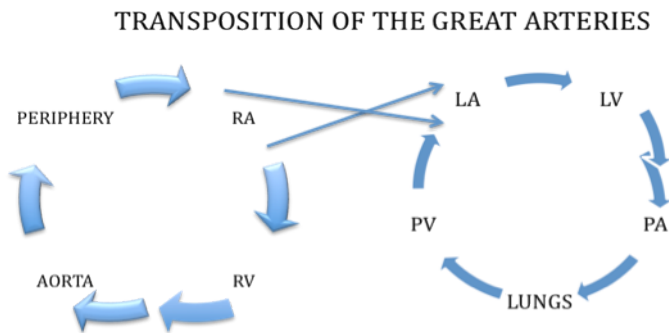 TRANSPOSITION OF THE GREAT ARTERIES
PERIPHERY
RA
LA
LV
AORTA
RV
PV
PA
LUNGS